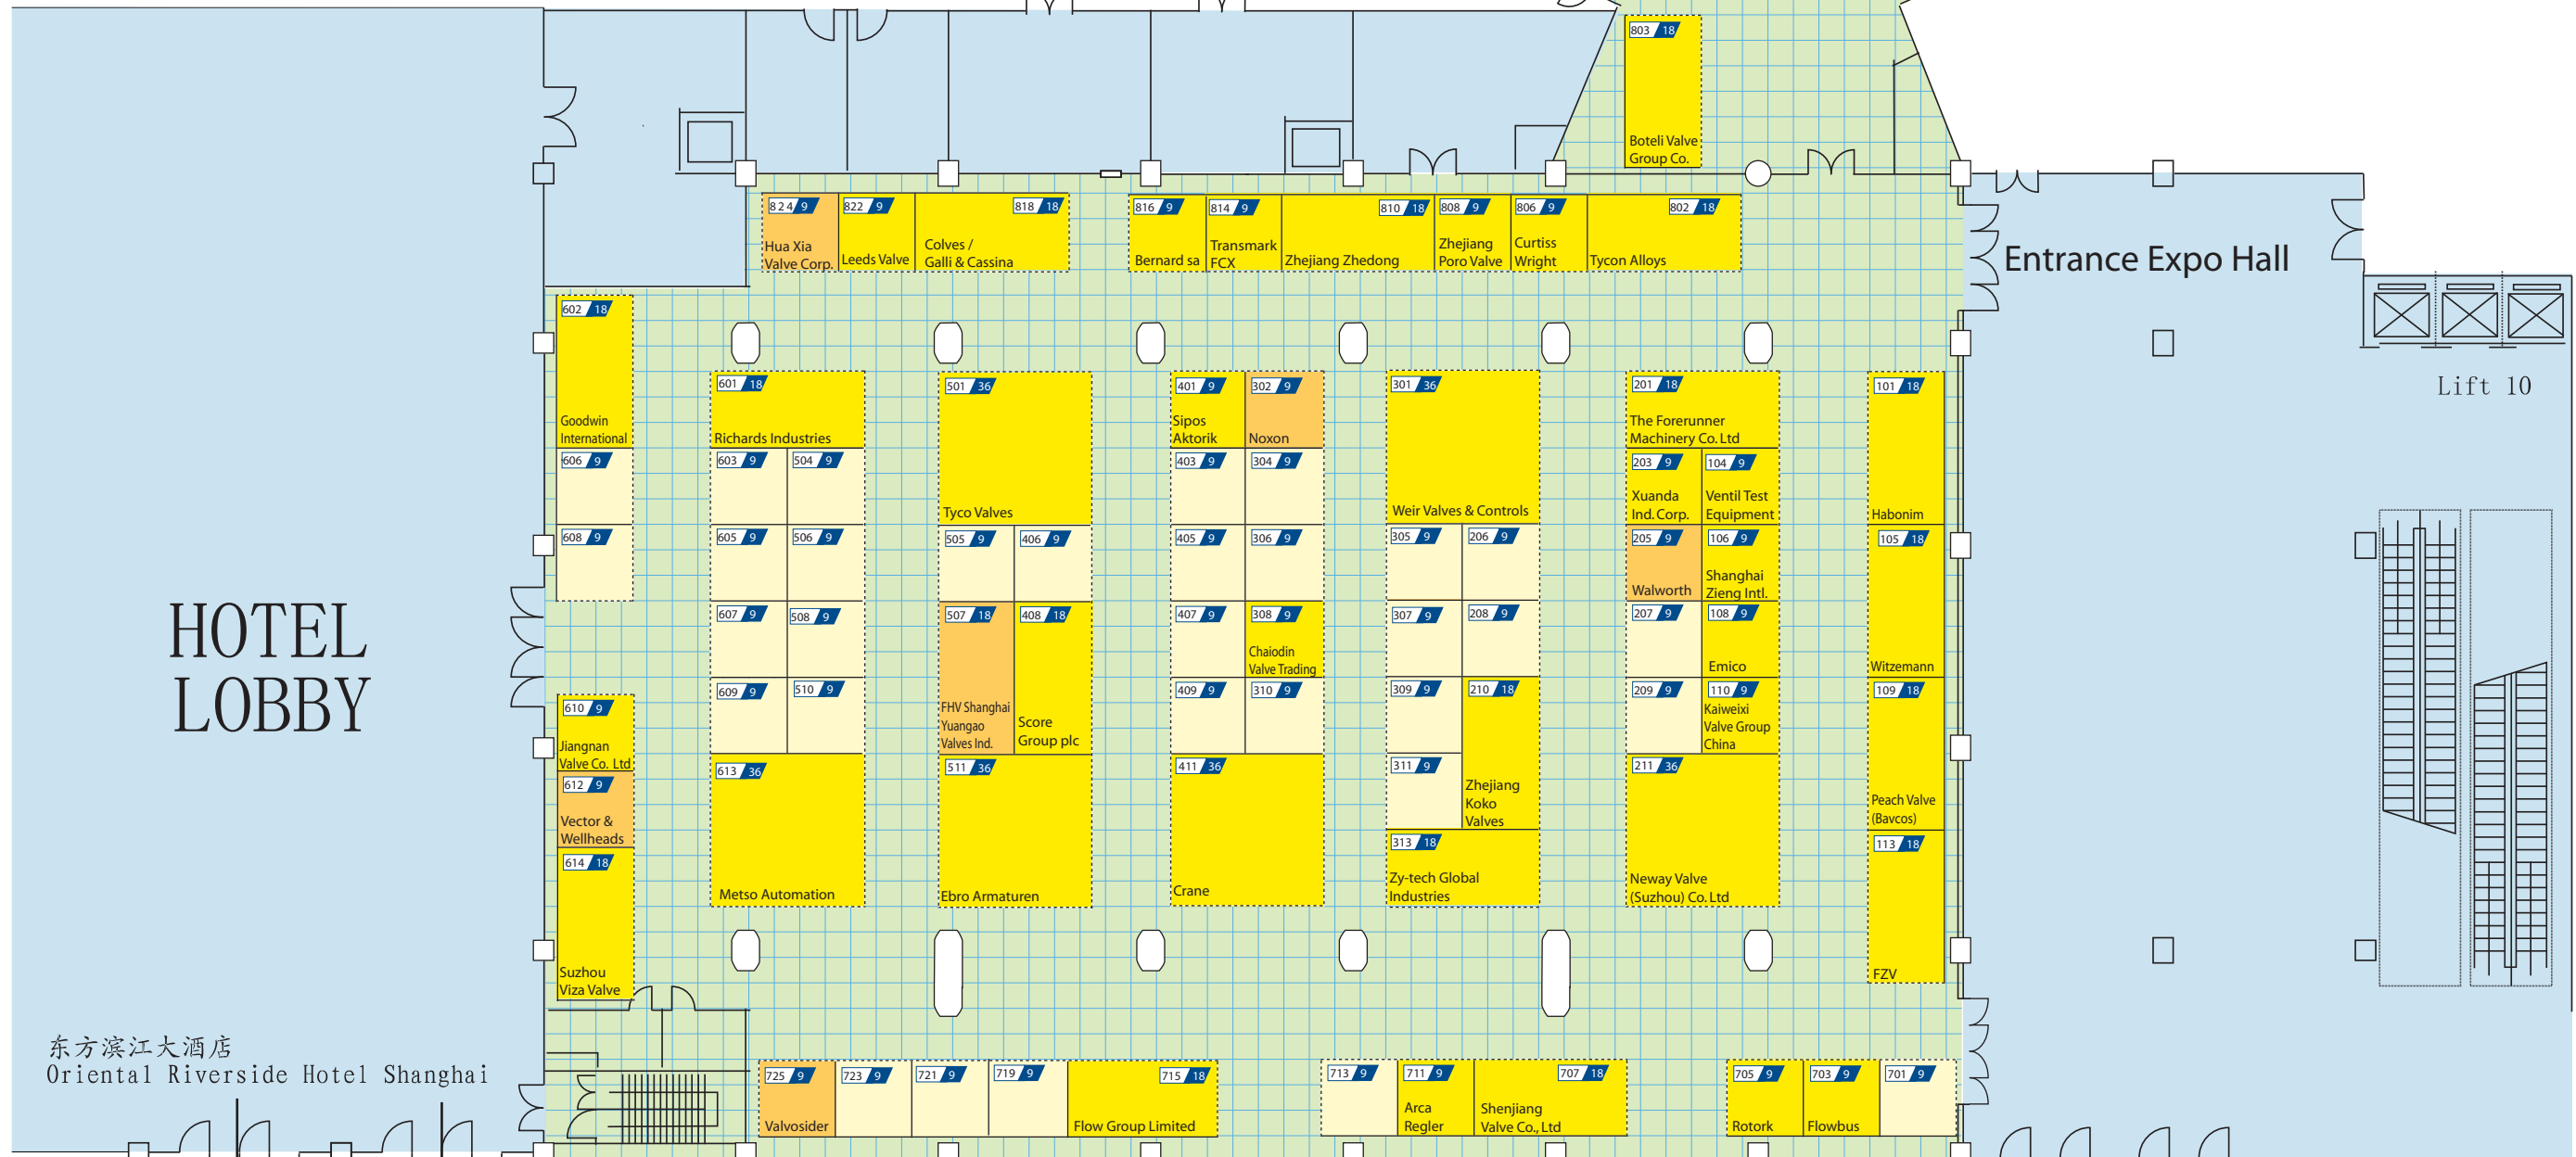 803 18
Boteli Valve
Group Co.
824 9
Hua Xia
Valve Corp.
822 9
Leeds Valve
818 18
Colves /
Galli & Cassina
816 9
Bernard sa
814 9
Transmark
FCX
810 18
Zhejiang Zhedong
808 9
Zhejiang
Poro Valve
806 9
Curtiss
Wright
802 18
Tycon Alloys
Entrance Expo Hall
Lift 10
602 18
Goodwin
International
606 9
608 9
HOTEL
LOBBY
610 9
Jiangnan
Valve Co. Ltd
612 9
Vector &
Wellheads
614 18
Suzhou
Viza Valve
601 18
Richards Industries
603 9
504 9
605 9
506 9
607 9
508 9
609 9
510 9
613 36
Metso Automation
501 36
Tyco Valves
505 9
406 9
507 18
FHV Shanghai
Yuangao
Valves Ind.
408 18
Score
Group plc
511 36
Ebro Armaturen
401 9
Sipos
Aktorik
302 9
Noxon
403 9
304 9
405 9
306 9
407 9
308 9
Chaiodin
Valve Trading
409 9
310 9
411 36
Crane
301 36
Weir Valves & Controls
305 9
206 9
307 9
208 9
309 9
210 18
Zhejiang
Koko
Valves
311 9
313 18
Zy-tech Global
Industries
201 18
The Forerunner
Machinery Co. Ltd
203 9
Xuanda
Ind. Corp.
104 9
Ventil Test
Equipment
205 9
Walworth
106 9
Shanghai
Zieng Intl.
207 9
108 9
Emico
209 9
110 9
Kaiweixi
Valve Group
China
211 36
Neway Valve
(Suzhou) Co. Ltd
101 18
Habonim
105 18
Witzemann
109 18
Peach Valve
(Bavcos)
113 18
FZV
东方滨江大酒店
Oriental Riverside Hotel Shanghai
725 9
Valvosider
723 9
721 9
719 9
715 18
Flow Group Limited
713 9
711 9
Arca
Regler
707 18
Shenjiang
Valve Co., Ltd
705 9
Rotork
703 9
Flowbus
701 9